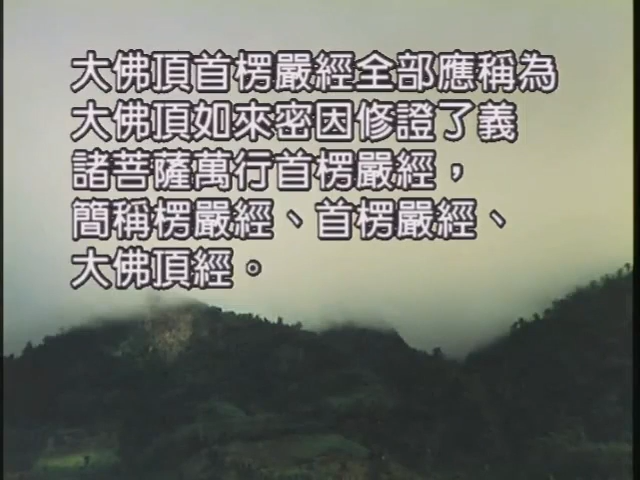 大佛頂首楞嚴經全部應稱為
大佛頂如來密因修證了義
諸菩薩萬行首楞嚴經，
簡稱楞嚴經、首楞嚴經、
大佛頂經。